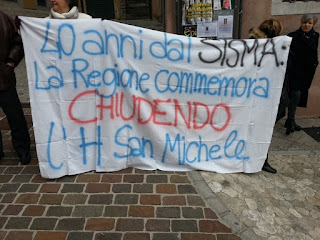 40 anni dal SISMA:
La Regione commemora
CHIUDENDO
L'H San Michele